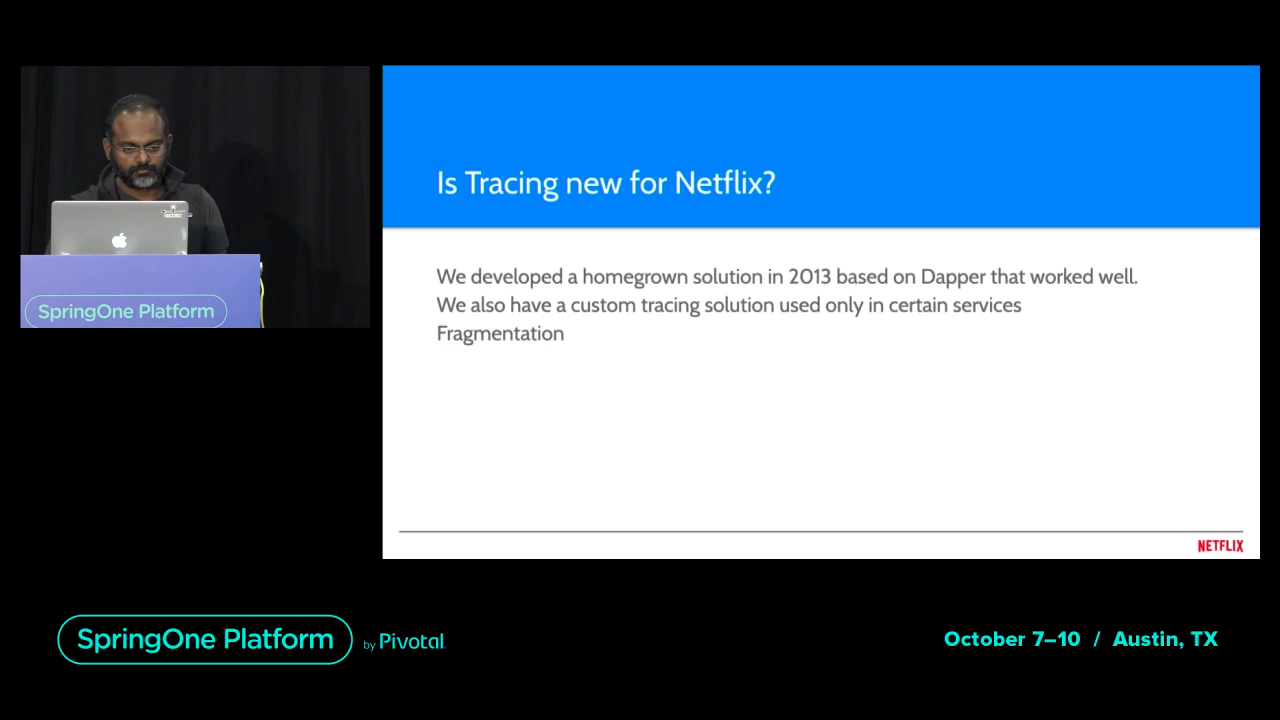 Is Tracing new for Netflix?
We developed a homegrown solution in 2013 based on Dapper that worked well.
We also have a custom tracing solution used only in certain services
Fragmentation
SpringOne Platform
NETFLIX
SpringOne Platform by Pivotal
October 7–10 / Austin, TX